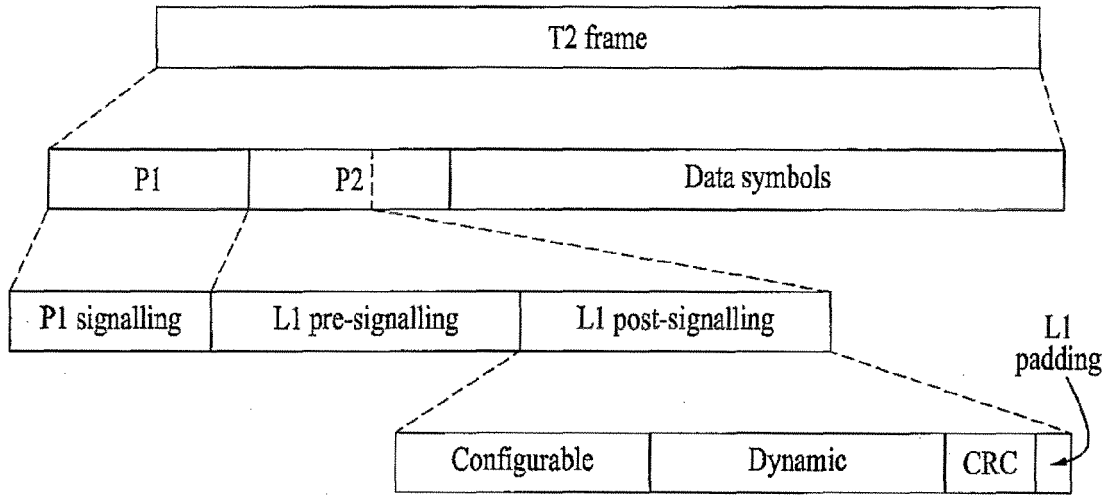 T2 frame
P1
P2
Data symbols
P1 signalling
L1 pre-signalling
L1 post-signalling
L1
padding
Configurable
Dynamic
CRC